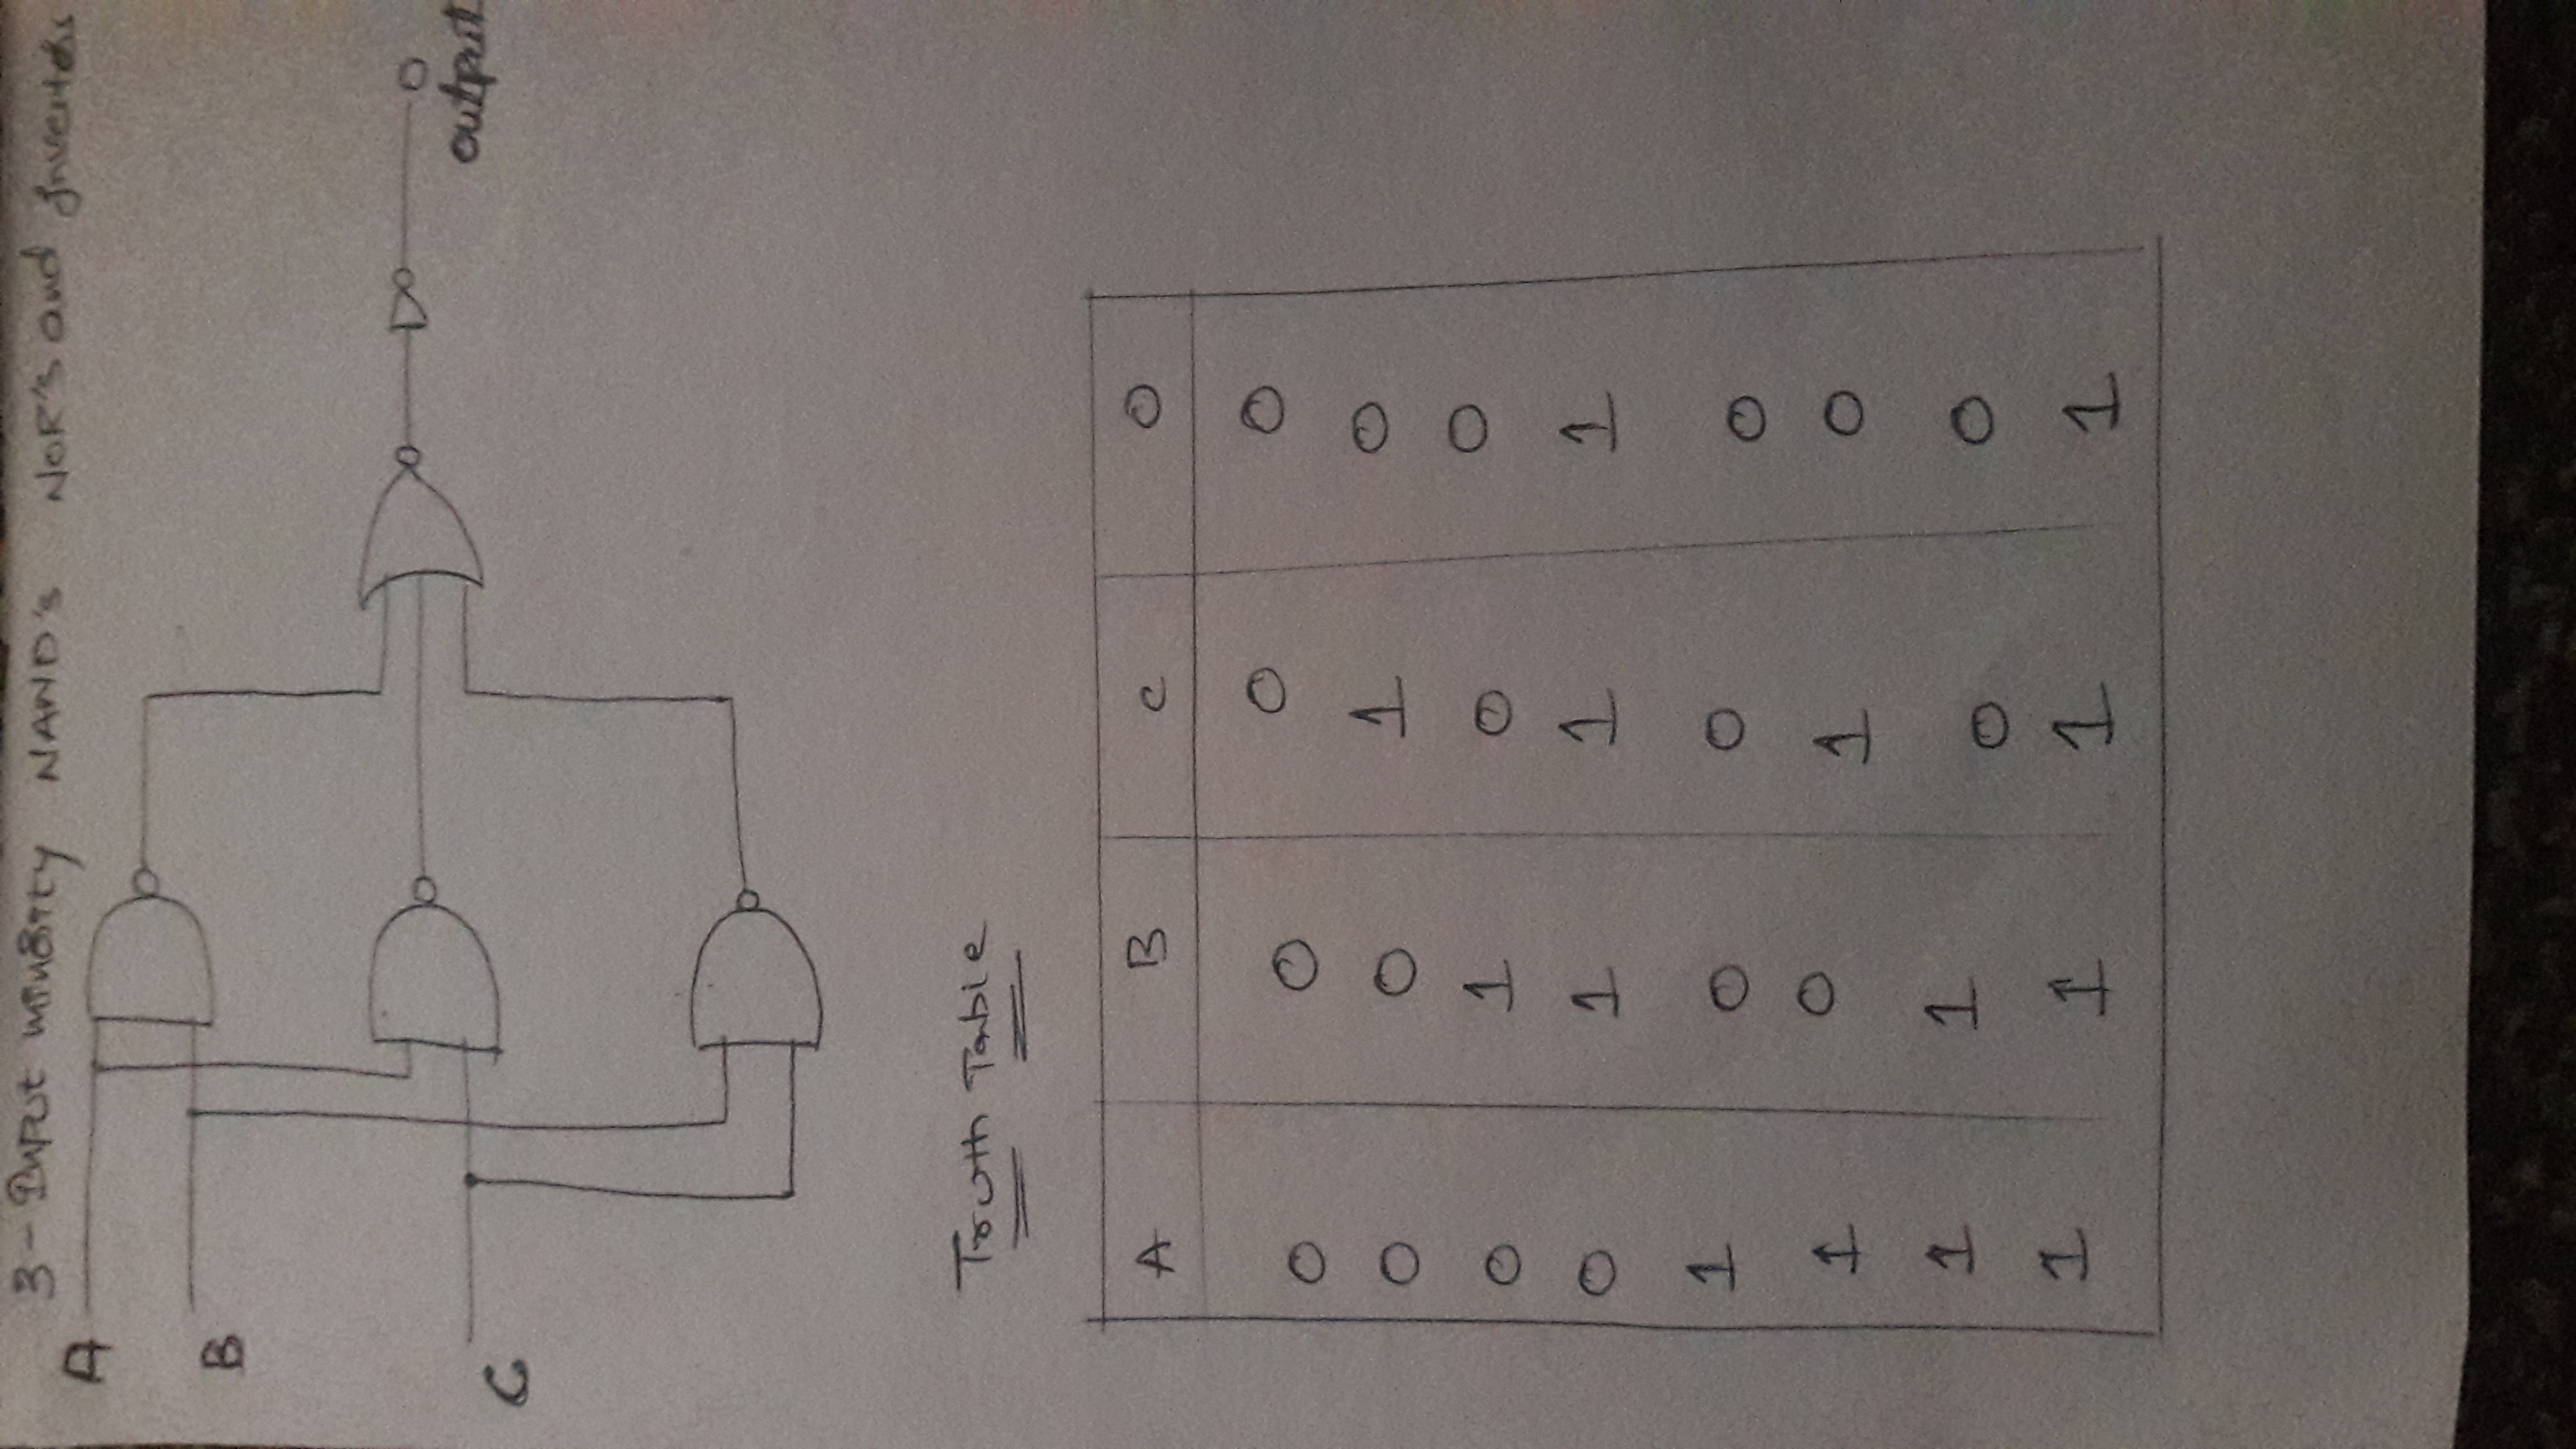 3-Input minority NAND's NOR's and Inverters
A
B
C
output
Truth Table
A B C O
0 0 0 0
0 0 1 0
0 1 0 0
0 1 1 1
1 0 0 0
1 0 1 0
1 1 0 0
1 1 1 1